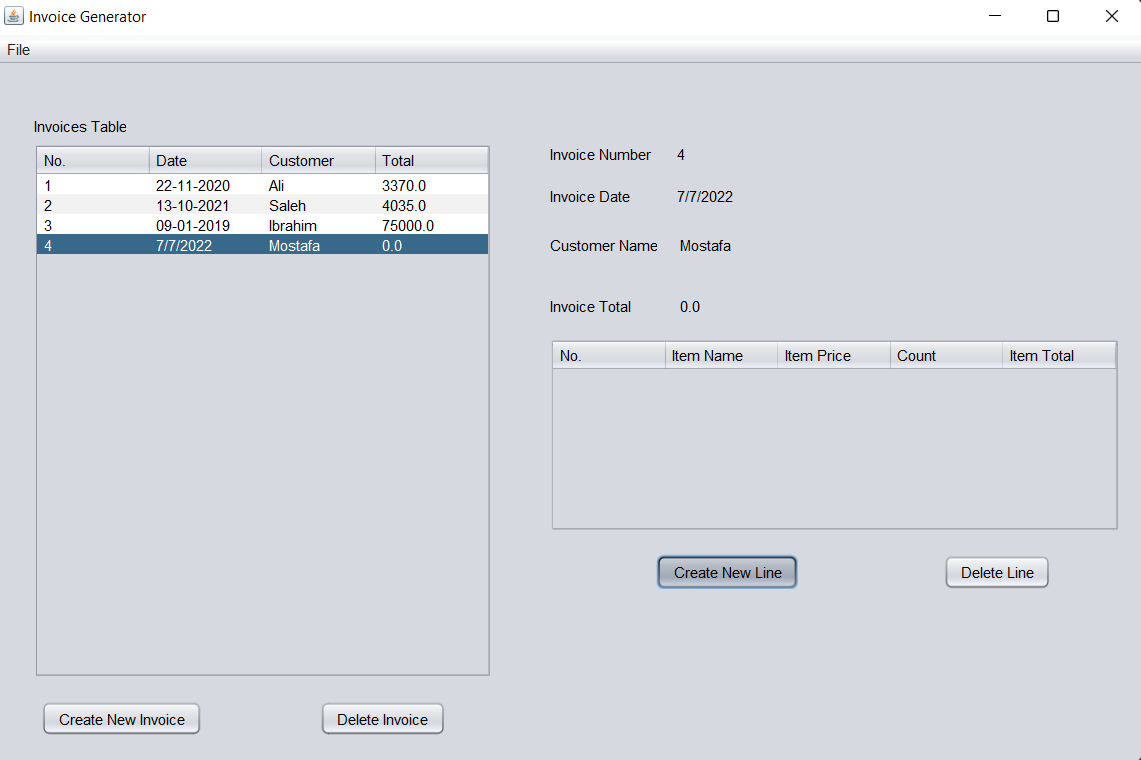 Invoice Generator
File
Invoices Table
No. Date Customer Total
1 22-11-2020 Ali 3370.0
2 13-10-2021 Saleh 4035.0
3 09-01-2019 Ibrahim 75000.0
4 7/7/2022 Mostafa 0.0
Create New Invoice Delete Invoice
Invoice Number 4
Invoice Date 7/7/2022
Customer Name Mostafa
Invoice Total 0.0
No. Item Name Item Price Count Item Total
Create New Line Delete Line